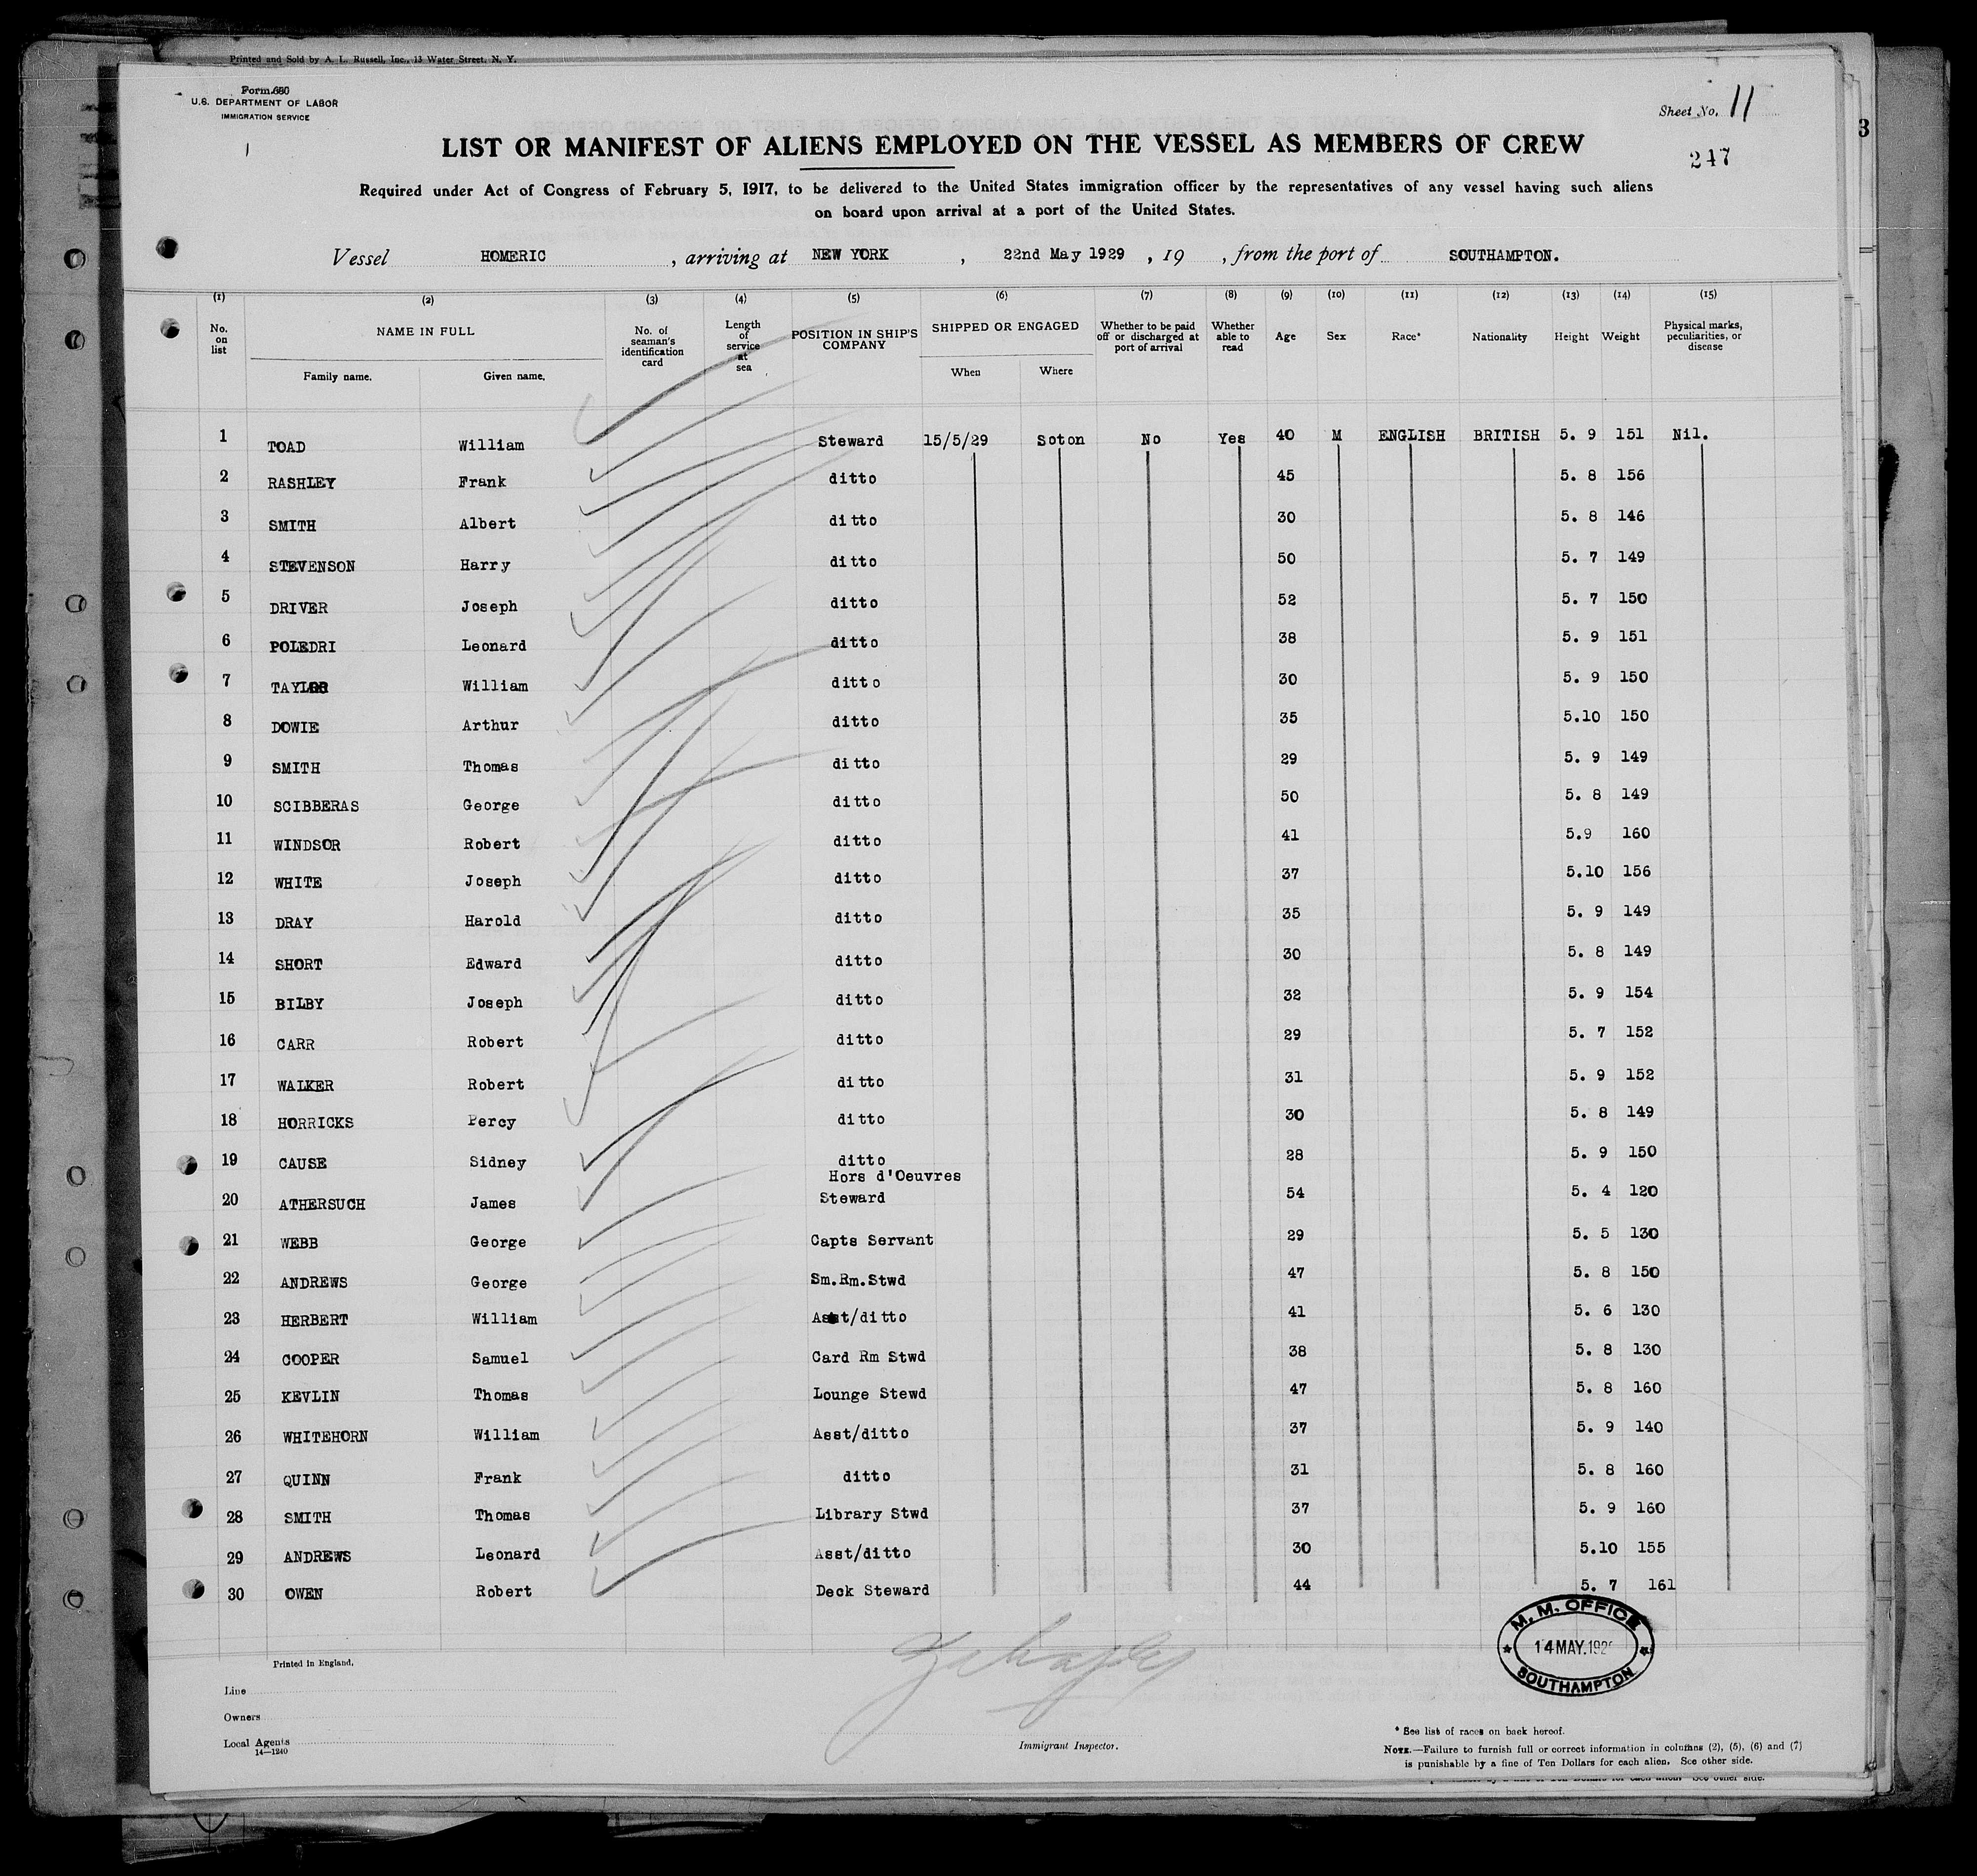 Printed and Sold by A. L. Russell, Inc., 13 Water Street, N. Y.
Form 680
U.S. DEPARTMENT OF LABOR
IMMIGRATION SERVICE
Sheet No. 11
247
3
LIST OR MANIFEST OF ALIENS EMPLOYED ON THE VESSEL AS MEMBERS OF CREW
Required under Act of Congress of February 5, 1917, to be delivered to the United States immigration officer by the representatives of any vessel having such aliens
on board upon arrival at a port of the United States.
Vessel HOMERIC , arriving at NEW YORK , 22nd May 1929 , 19 , from the port of SOUTHAMPTON.
(1) (2) (3) (4) (5) (6) (7) (8) (9) (10) (11) (12) (13) (14) (15)
No. on list NAME IN FULL Family name. Given name. No. of seaman's identification card Length of service at sea POSITION IN SHIP'S COMPANY SHIPPED OR ENGAGED When Where Whether to be paid off or discharged at port of arrival Whether able to read Age Sex Race* Nationality Height Weight Physical marks, peculiarities, or disease
1 TOAD William Steward 15/5/29 Soton No Yes 40 M ENGLISH BRITISH 5. 9 151 Nil.
2 RASHLEY Frank ditto 45 5. 8 156
3 SMITH Albert ditto 30 5. 8 146
4 STEVENSON Harry ditto 50 5. 7 149
5 DRIVER Joseph ditto 52 5. 7 150
6 POLEDRI Leonard ditto 38 5. 9 151
7 TAYLOR William ditto 30 5. 9 150
8 DOWIE Arthur ditto 35 5.10 150
9 SMITH Thomas ditto 29 5. 9 149
10 SCIBBERAS George ditto 50 5. 8 149
11 WINDSOR Robert ditto 41 5.9 160
12 WHITE Joseph ditto 37 5.10 156
13 DRAY Harold ditto 35 5. 9 149
14 SHORT Edward ditto 30 5. 8 149
15 BILBY Joseph ditto 32 5. 9 154
16 CARR Robert ditto 29 5. 7 152
17 WALKER Robert ditto 31 5. 9 152
18 HORRICKS Percy ditto 30 5. 8 149
19 CAUSE Sidney ditto 28 5. 9 150
20 ATHERSUCH James Hors d'Oeuvres Steward 54 5. 4 120
21 WEBB George Capts Servant 29 5. 5 130
22 ANDREWS George Sm.Rm.Stwd 47 5. 8 150
23 HERBERT William Asst/ditto 41 5. 6 130
24 COOPER Samuel Card Rm Stwd 38 5. 8 130
25 KEVLIN Thomas Lounge Stewd 47 5. 8 160
26 WHITEHORN William Asst/ditto 37 5. 9 140
27 QUINN Frank ditto 31 5. 8 160
28 SMITH Thomas Library Stwd 37 5. 9 160
29 ANDREWS Leonard Asst/ditto 30 5.10 155
30 OWEN Robert Deck Steward 44 5. 7 161
M. M. OFFICE
14 MAY. 192
SOUTHAMPTON
Printed in England.
Line
Owners
Local Agents
14—1240
Immigrant Inspector.
* See list of races on back hereof.
NOTE.—Failure to furnish full or correct information in columns (2), (5), (6) and (7)
is punishable by a fine of Ten Dollars for each alien. See other side.